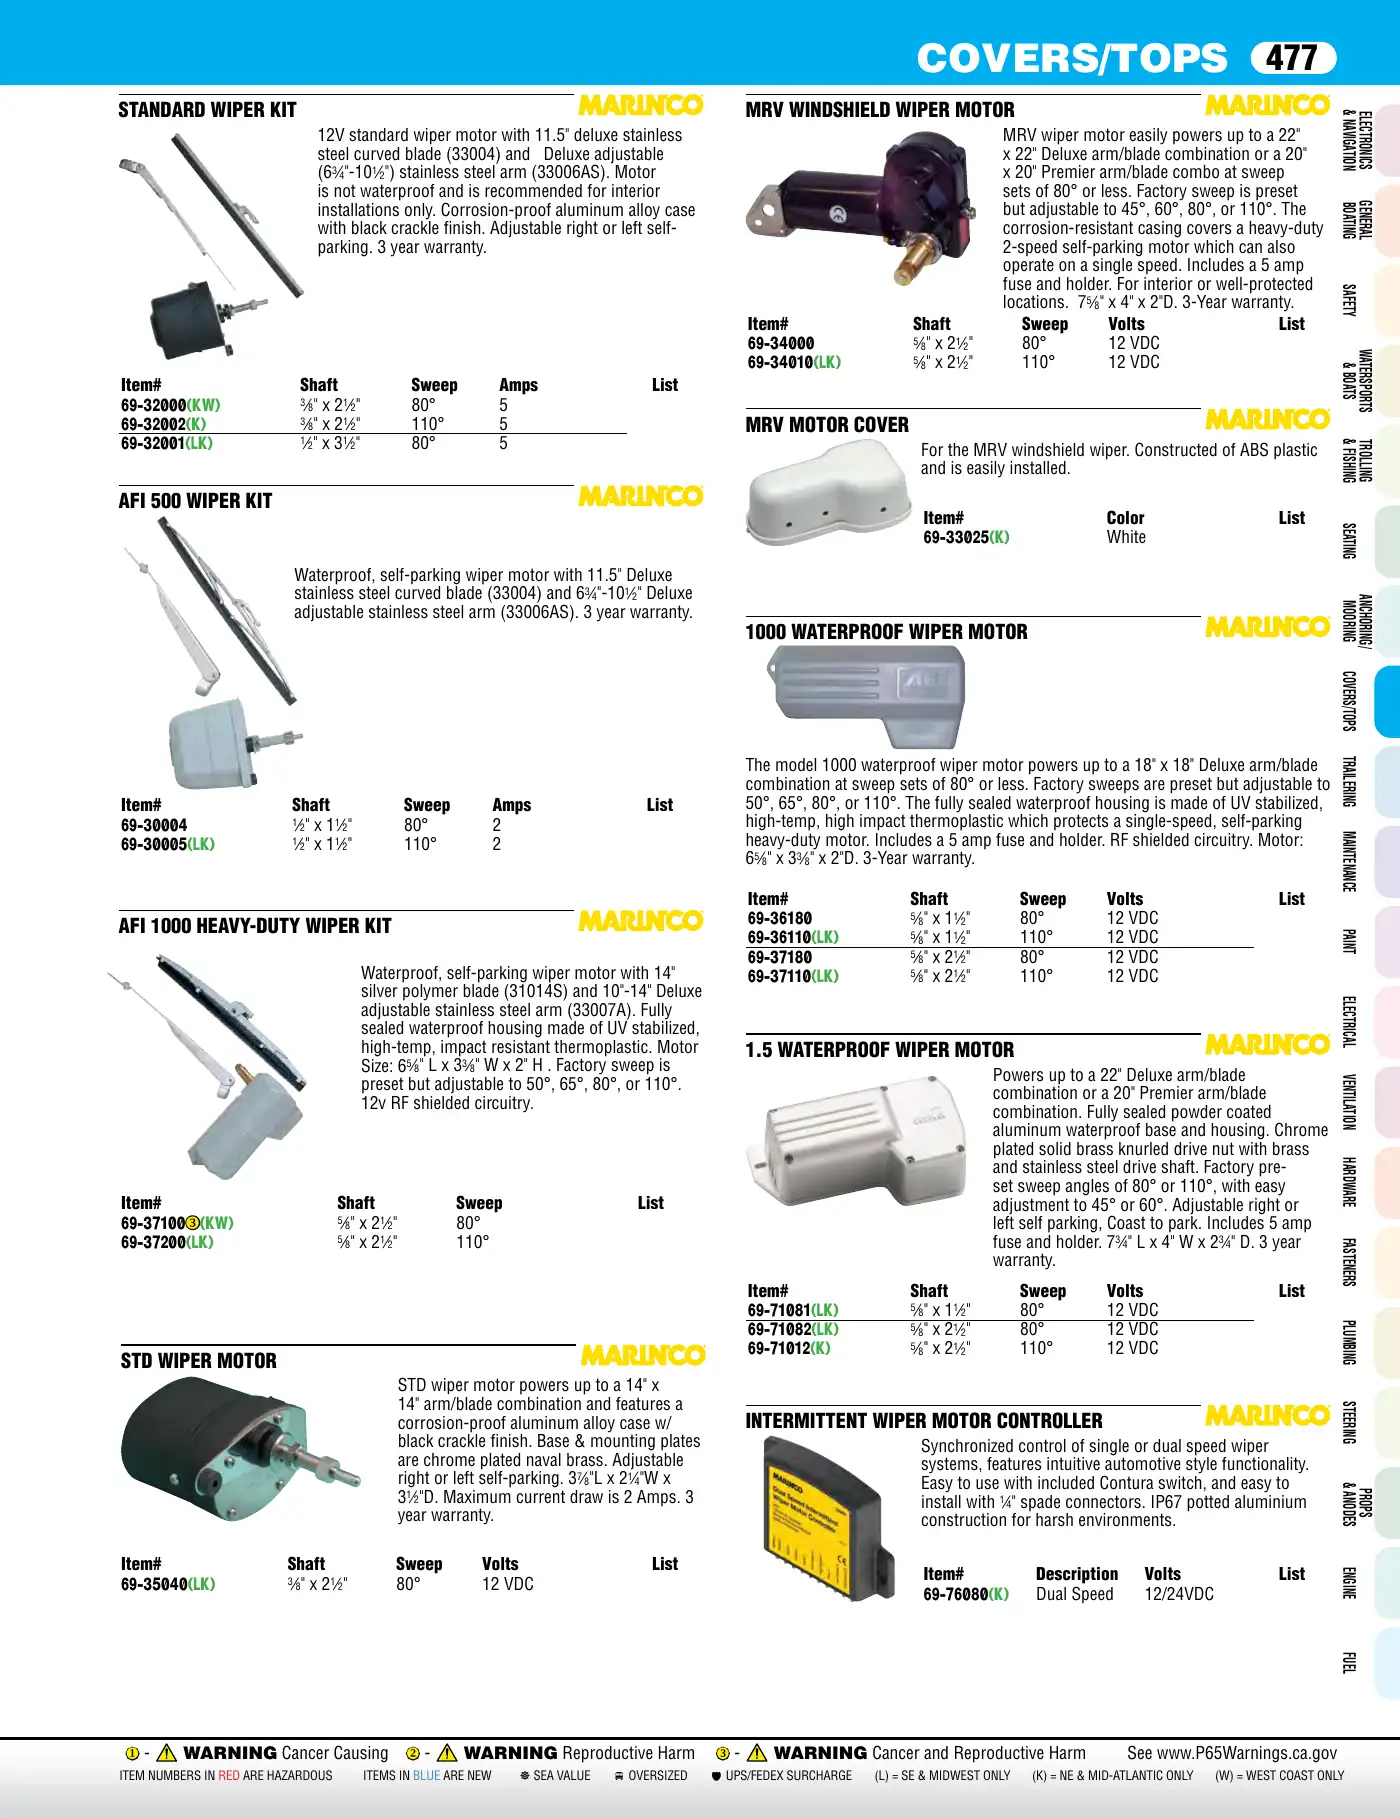 COVERS/TOPS 477
STANDARD WIPER KIT
MARINCO
12V standard wiper motor with 11.5" deluxe stainless
steel curved blade (33004) and Deluxe adjustable
(6¾"-10½") stainless steel arm (33006AS). Motor
is not waterproof and is recommended for interior
installations only. Corrosion-proof aluminum alloy case
with black crackle finish. Adjustable right or left self-
parking. 3 year warranty.
Item# Shaft Sweep Amps List
69-32000(KW) ⅜" x 2½" 80° 5
69-32002(K) ⅜" x 2½" 110° 5
69-32001(LK) ½" x 3½" 80° 5
AFI 500 WIPER KIT
MARINCO
Waterproof, self-parking wiper motor with 11.5" Deluxe
stainless steel curved blade (33004) and 6¾"-10½" Deluxe
adjustable stainless steel arm (33006AS). 3 year warranty.
Item# Shaft Sweep Amps List
69-30004 ½" x 1½" 80° 2
69-30005(LK) ½" x 1½" 110° 2
AFI 1000 HEAVY-DUTY WIPER KIT
MARINCO
Waterproof, self-parking wiper motor with 14"
silver polymer blade (31014S) and 10"-14" Deluxe
adjustable stainless steel arm (33007A). Fully
sealed waterproof housing made of UV stabilized,
high-temp, impact resistant thermoplastic. Motor
Size: 6⅝" L x 3⅜" W x 2" H . Factory sweep is
preset but adjustable to 50°, 65°, 80°, or 110°.
12v RF shielded circuitry.
Item# Shaft Sweep List
69-37100③(KW) ⅝" x 2½" 80°
69-37200(LK) ⅝" x 2½" 110°
STD WIPER MOTOR
MARINCO
STD wiper motor powers up to a 14" x
14" arm/blade combination and features a
corrosion-proof aluminum alloy case w/
black crackle finish. Base & mounting plates
are chrome plated naval brass. Adjustable
right or left self-parking. 3⅞"L x 2¼"W x
3½"D. Maximum current draw is 2 Amps. 3
year warranty.
Item# Shaft Sweep Volts List
69-35040(LK) ⅜" x 2½" 80° 12 VDC
MRV WINDSHIELD WIPER MOTOR
MARINCO
MRV wiper motor easily powers up to a 22"
x 22" Deluxe arm/blade combination or a 20"
x 20" Premier arm/blade combo at sweep
sets of 80° or less. Factory sweep is preset
but adjustable to 45°, 60°, 80°, or 110°. The
corrosion-resistant casing covers a heavy-duty
2-speed self-parking motor which can also
operate on a single speed. Includes a 5 amp
fuse and holder. For interior or well-protected
locations. 7⅝" x 4" x 2"D. 3-Year warranty.
Item# Shaft Sweep Volts List
69-34000 ⅝" x 2½" 80° 12 VDC
69-34010(LK) ⅝" x 2½" 110° 12 VDC
MRV MOTOR COVER
MARINCO
For the MRV windshield wiper. Constructed of ABS plastic
and is easily installed.
Item# Color List
69-33025(K) White
1000 WATERPROOF WIPER MOTOR
MARINCO
AFI
The model 1000 waterproof wiper motor powers up to a 18" x 18" Deluxe arm/blade
combination at sweep sets of 80° or less. Factory sweeps are preset but adjustable to
50°, 65°, 80°, or 110°. The fully sealed waterproof housing is made of UV stabilized,
high-temp, high impact thermoplastic which protects a single-speed, self-parking
heavy-duty motor. Includes a 5 amp fuse and holder. RF shielded circuitry. Motor:
6⅝" x 3⅜" x 2"D. 3-Year warranty.
Item# Shaft Sweep Volts List
69-36180 ⅝" x 1½" 80° 12 VDC
69-36110(LK) ⅝" x 1½" 110° 12 VDC
69-37180 ⅝" x 2½" 80° 12 VDC
69-37110(LK) ⅝" x 2½" 110° 12 VDC
1.5 WATERPROOF WIPER MOTOR
MARINCO
Powers up to a 22" Deluxe arm/blade
combination or a 20" Premier arm/blade
combination. Fully sealed powder coated
aluminum waterproof base and housing. Chrome
plated solid brass knurled drive nut with brass
and stainless steel drive shaft. Factory pre-
set sweep angles of 80° or 110°, with easy
adjustment to 45° or 60°. Adjustable right or
left self parking, Coast to park. Includes 5 amp
fuse and holder. 7¾" L x 4" W x 2¾" D. 3 year
warranty.
Item# Shaft Sweep Volts List
69-71081(LK) ⅝" x 1½" 80° 12 VDC
69-71082(LK) ⅝" x 2½" 80° 12 VDC
69-71012(K) ⅝" x 2½" 110° 12 VDC
INTERMITTENT WIPER MOTOR CONTROLLER
MARINCO
MARINCO
Dual Speed Intermittent
Wiper Motor Controller
Synchronized control of single or dual speed wiper
systems, features intuitive automotive style functionality.
Easy to use with included Contura switch, and easy to
install with ¼" spade connectors. IP67 potted aluminium
construction for harsh environments.
Item# Description Volts List
69-76080(K) Dual Speed 12/24VDC
ELECTRONICS
& NAVIGATION
GENERAL
BOATING
SAFETY
WATERSPORTS
& BOATS
TROLLING
& FISHING
SEATING
ANCHORING/
MOORING
COVERS/TOPS
TRAILERING
MAINTENANCE
PAINT
ELECTRICAL
VENTILATION
HARDWARE
FASTENERS
PLUMBING
STEERING
PROPS
& ANODES
ENGINE
FUEL
① - WARNING Cancer Causing ② - WARNING Reproductive Harm ③ - WARNING Cancer and Reproductive Harm See www.P65Warnings.ca.gov
ITEM NUMBERS IN RED ARE HAZARDOUS ITEMS IN BLUE ARE NEW SEA VALUE OVERSIZED UPS/FEDEX SURCHARGE (L) = SE & MIDWEST ONLY (K) = NE & MID-ATLANTIC ONLY (W) = WEST COAST ONLY